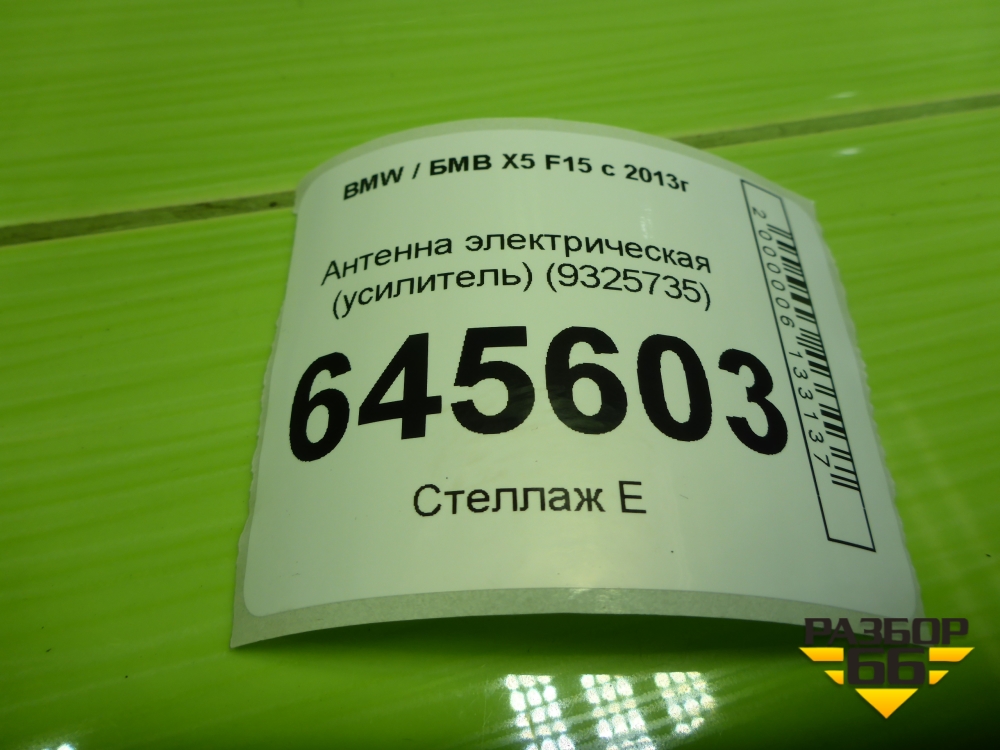 BMW / БМВ X5 F15 с 2013г
Антенна электрическая
(усилитель) (9325735)
645603
Стеллаж Е
2000006133137
РАЗБОР
66